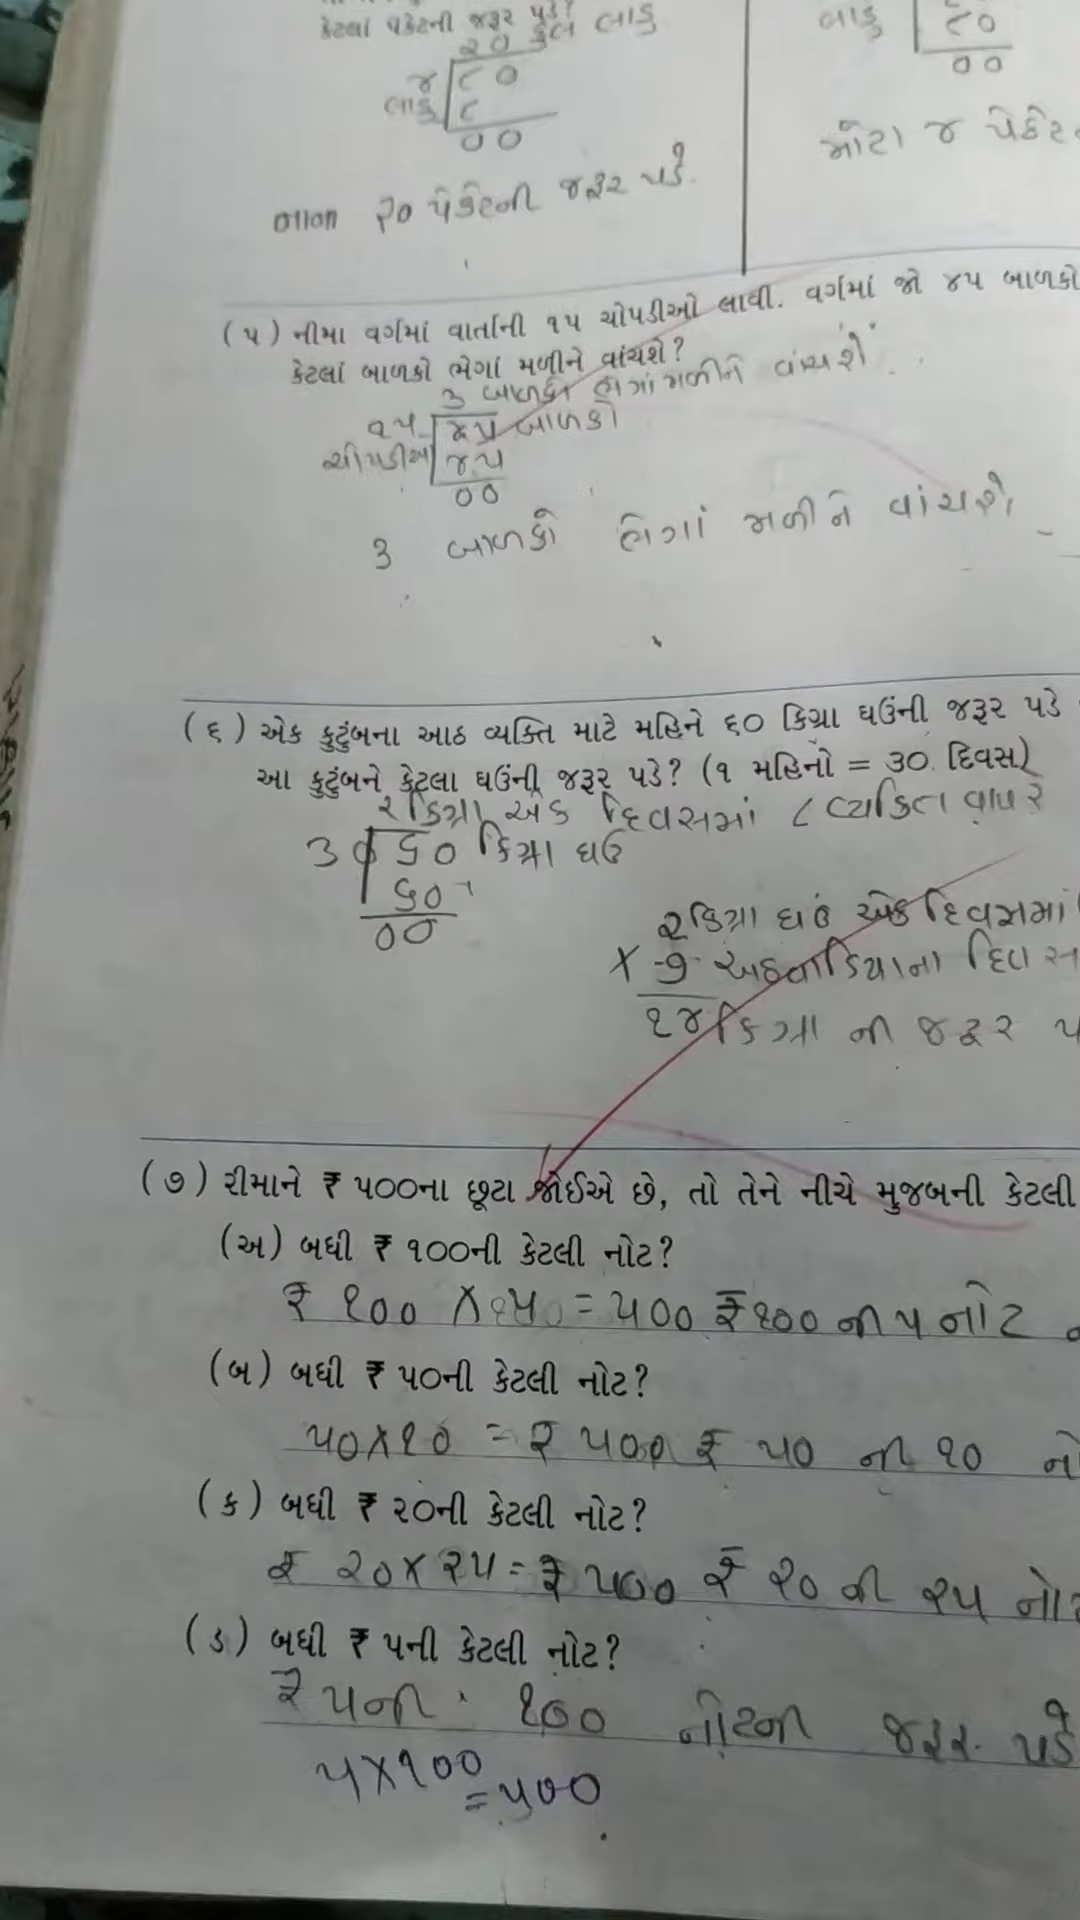 કેટલાં પેકેટની જરૂર પડે?
૨૦ કુલ લાડુ
૪ ૮૦
લાડુ ૮
૦૦
નાના ૨૦ પેકેટની જરૂર પડે.
લાડુ ૮૦
૦૦
મોટા ૪ પેકેટ
(૫) નીમા વર્ગમાં વાર્તાની ૧૫ ચોપડીઓ લાવી. વર્ગમાં જો ૪૫ બાળકો
કેટલાં બાળકો ભેગાં મળીને વાંચશે?
૩ બાળકો ભેગાં મળીને વાંચશે.
૧૫ ૪૫ બાળકો
ચોપડીઓ ૪૫
૦૦
૩ બાળકો ભેગાં મળીને વાંચશે
(૬) એક કુટુંબના આઠ વ્યક્તિ માટે મહિને ૬૦ કિગ્રા ઘઉંની જરૂર પડે
આ કુટુંબને કેટલા ઘઉંની જરૂર પડે? (૧ મહિનો = ૩૦ દિવસ)
૨ કિગ્રા એક દિવસમાં ૮ વ્યકિત વાપરે
૩૦ ૬૦ કિગ્રા ઘઉ
૬૦
૦૦
૨ કિગ્રા ઘઉં એક દિવસમાં
× ૭ અઠવાડિયાના દિવસ
૧૪ કિગ્રા ની જરૂર
(૭) રીમાને ₹ ૫૦૦ના છૂટા જોઈએ છે, તો તેને નીચે મુજબની કેટલી
(અ) બધી ₹ ૧૦૦ની કેટલી નોટ?
₹ ૧૦૦ × ૫ = ૫૦૦ ₹ ૧૦૦ ની ૫ નોટ
(બ) બધી ₹ ૫૦ની કેટલી નોટ?
૫૦×૧૦ = ₹ ૫૦૦ ₹ ૫૦ ની ૧૦ નો
(ક) બધી ₹ ૨૦ની કેટલી નોટ?
₹ ૨૦×૨૫ = ₹ ૫૦૦ ₹ ૨૦ ની ૨૫ નોટ
(ડ) બધી ₹ ૫ની કેટલી નોટ?
₹ ૫ની ૧૦૦ નોટની જરૂર પડે
૫×૧૦૦
=૫૦૦